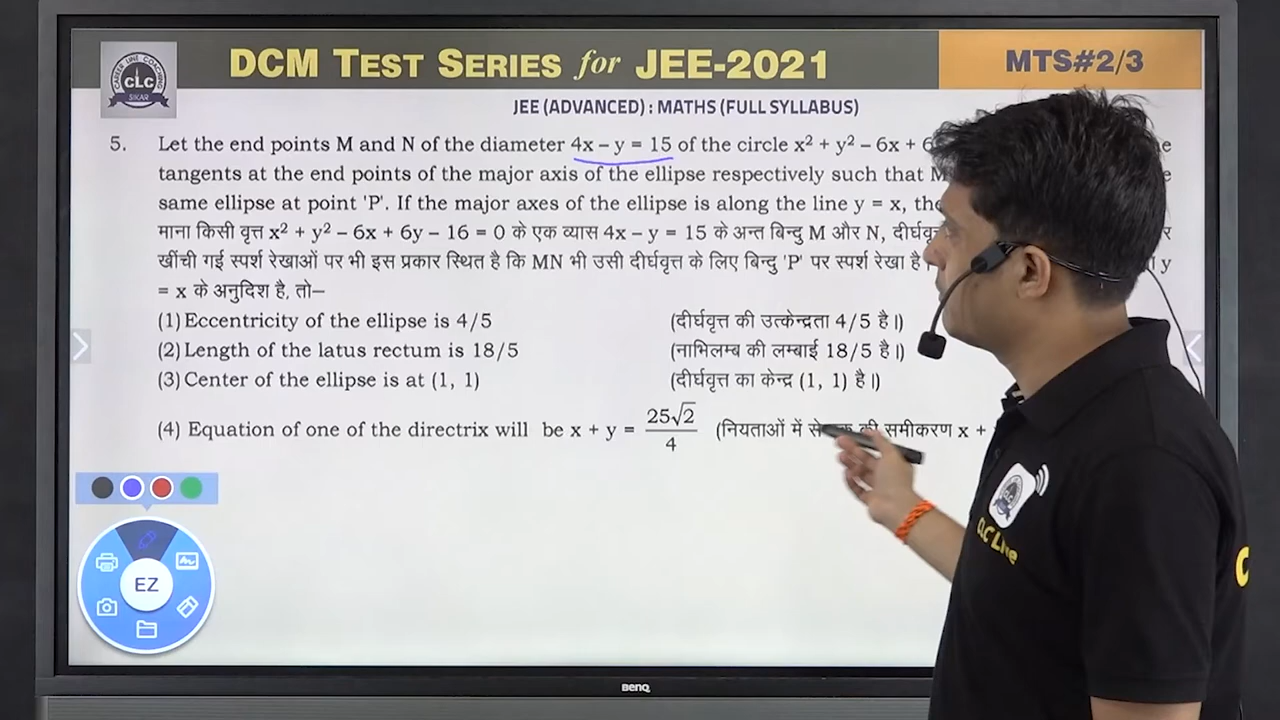 CAREER LINE COACHING
CLC
SIKAR
DCM TEST SERIES for JEE-2021
MTS#2/3
JEE (ADVANCED) : MATHS (FULL SYLLABUS)
5. Let the end points M and N of the diameter 4x – y = 15 of the circle x² + y² – 6x + 6
tangents at the end points of the major axis of the ellipse respectively such that M
same ellipse at point 'P'. If the major axes of the ellipse is along the line y = x, the
माना किसी वृत्त x² + y² – 6x + 6y – 16 = 0 के एक व्यास 4x – y = 15 के अन्त बिन्दु M और N, दीर्घवृ
खींची गई स्पर्श रेखाओं पर भी इस प्रकार स्थित है कि MN भी उसी दीर्घवृत्त के लिए बिन्दु 'P' पर स्पर्श रेखा है y
= x के अनुदिश है, तो–
(1) Eccentricity of the ellipse is 4/5 (दीर्घवृत्त की उत्केन्द्रता 4/5 है।)
(2) Length of the latus rectum is 18/5 (नाभिलम्ब की लम्बाई 18/5 है।)
(3) Center of the ellipse is at (1, 1) (दीर्घवृत्त का केन्द्र (1, 1) है।)
(4) Equation of one of the directrix will be x + y = 25√2/4 (नियताओं में से की समीकरण x +
EZ
CLC
CLC Line
C
BenQ